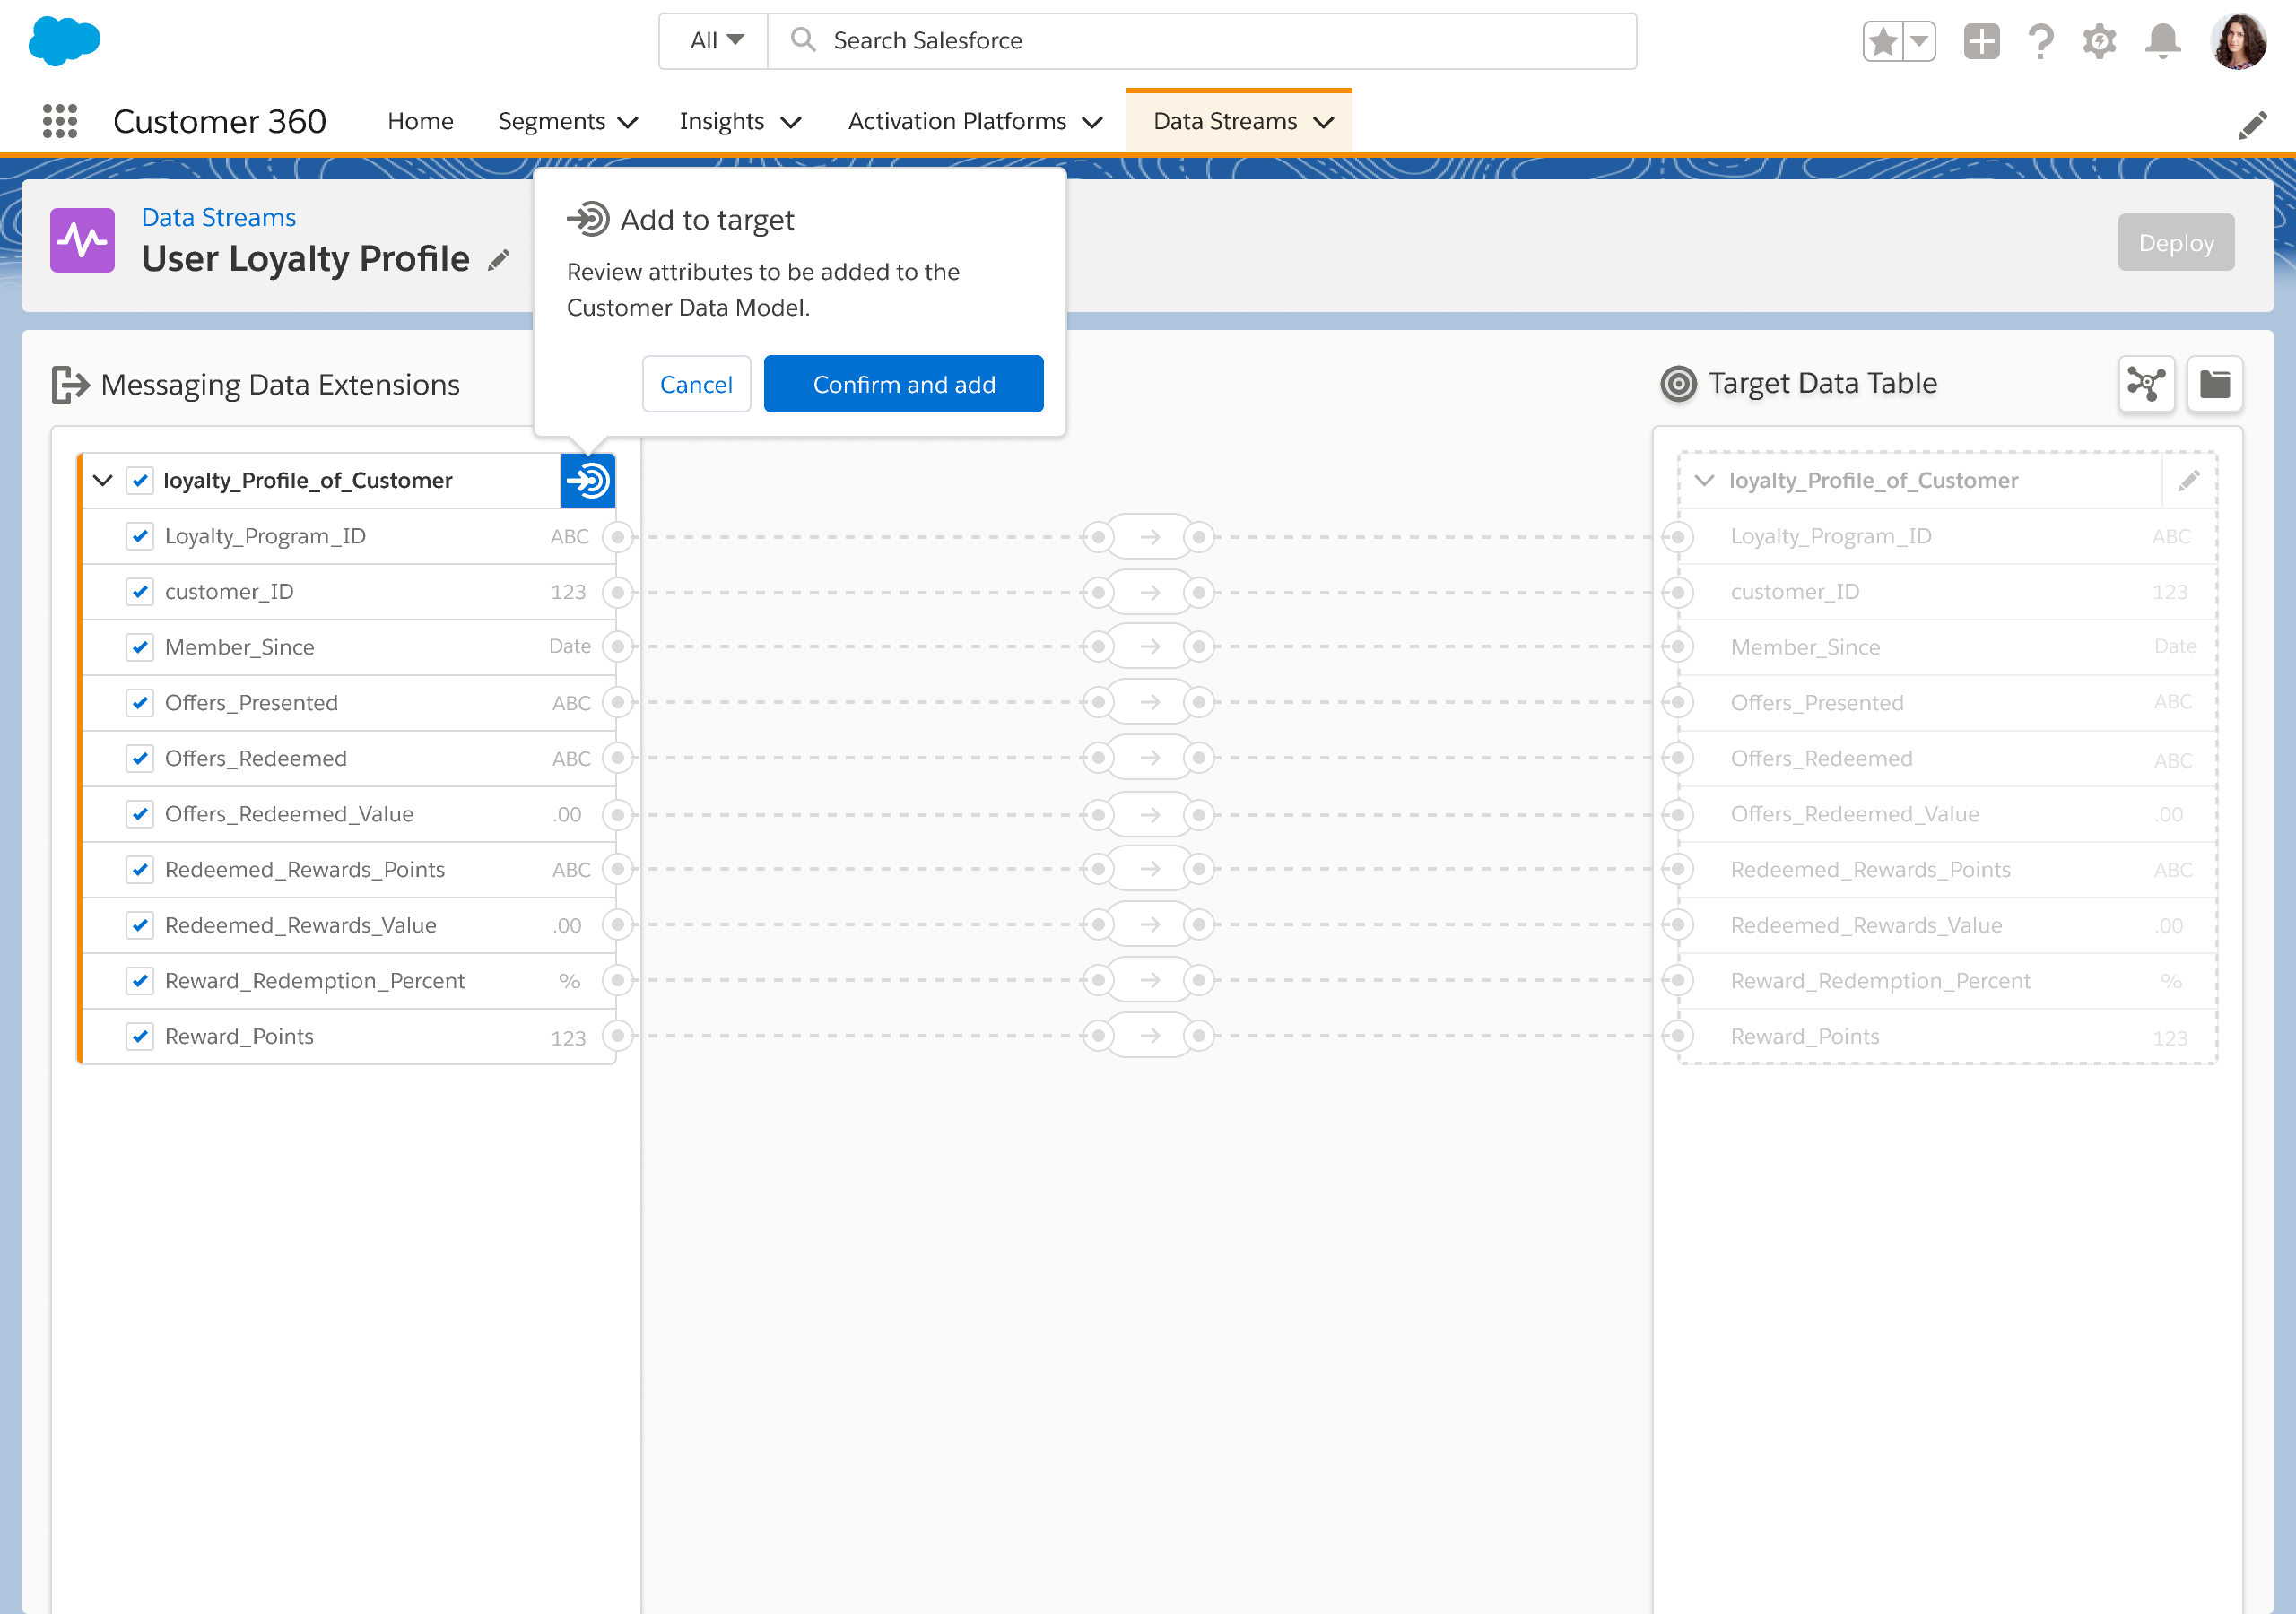 All
Search Salesforce
Customer 360
Home
Segments
Insights
Activation Platforms
Data Streams
Data Streams
User Loyalty Profile
Add to target
Review attributes to be added to the
Customer Data Model.
Cancel
Confirm and add
Deploy
Messaging Data Extensions
loyalty_Profile_of_Customer
Loyalty_Program_ID ABC
customer_ID 123
Member_Since Date
Offers_Presented ABC
Offers_Redeemed ABC
Offers_Redeemed_Value .00
Redeemed_Rewards_Points ABC
Redeemed_Rewards_Value .00
Reward_Redemption_Percent %
Reward_Points 123
Target Data Table
loyalty_Profile_of_Customer
Loyalty_Program_ID ABC
customer_ID 123
Member_Since Date
Offers_Presented ABC
Offers_Redeemed ABC
Offers_Redeemed_Value .00
Redeemed_Rewards_Points ABC
Redeemed_Rewards_Value .00
Reward_Redemption_Percent %
Reward_Points 123